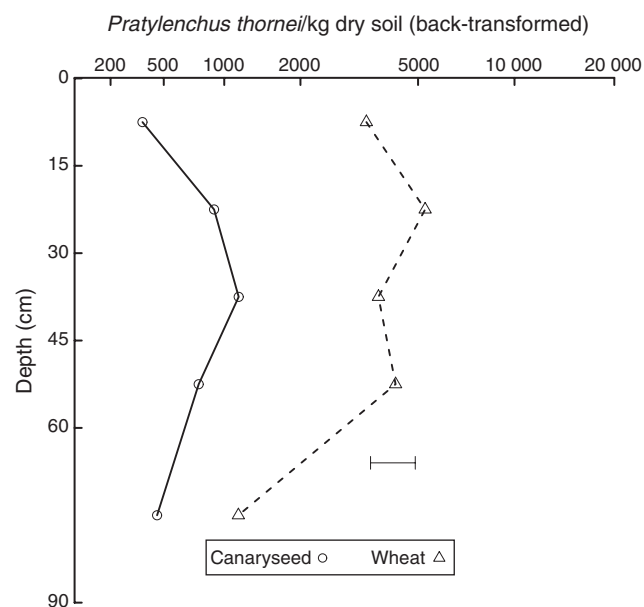 Pratylenchus thornei/kg dry soil (back-transformed)
200 500 1000 2000 5000 10 000 20 000
0
15
30
45
60
90
Depth (cm)
Canaryseed Wheat